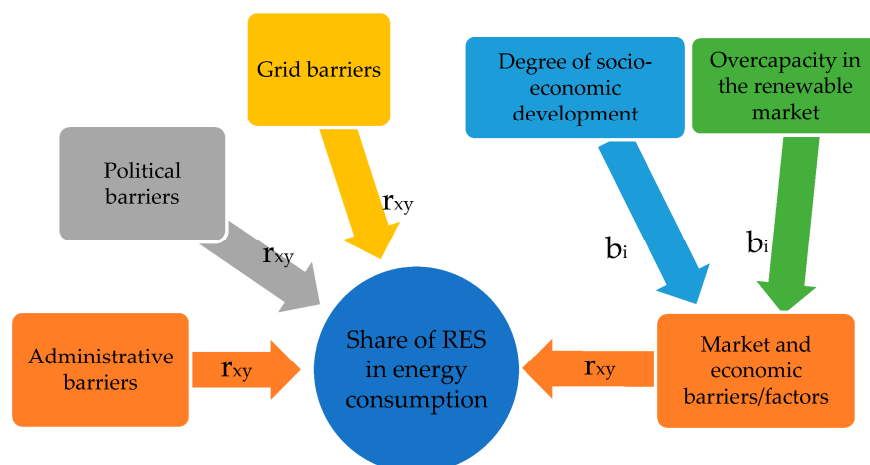 Grid barriers
Degree of socio-
economic
development
Overcapacity in
the renewable
market
Political
barriers
rxy
rxy
bi
bi
Administrative
barriers
rxy
Share of RES
in energy
consumption
rxy
Market and
economic
barriers/factors